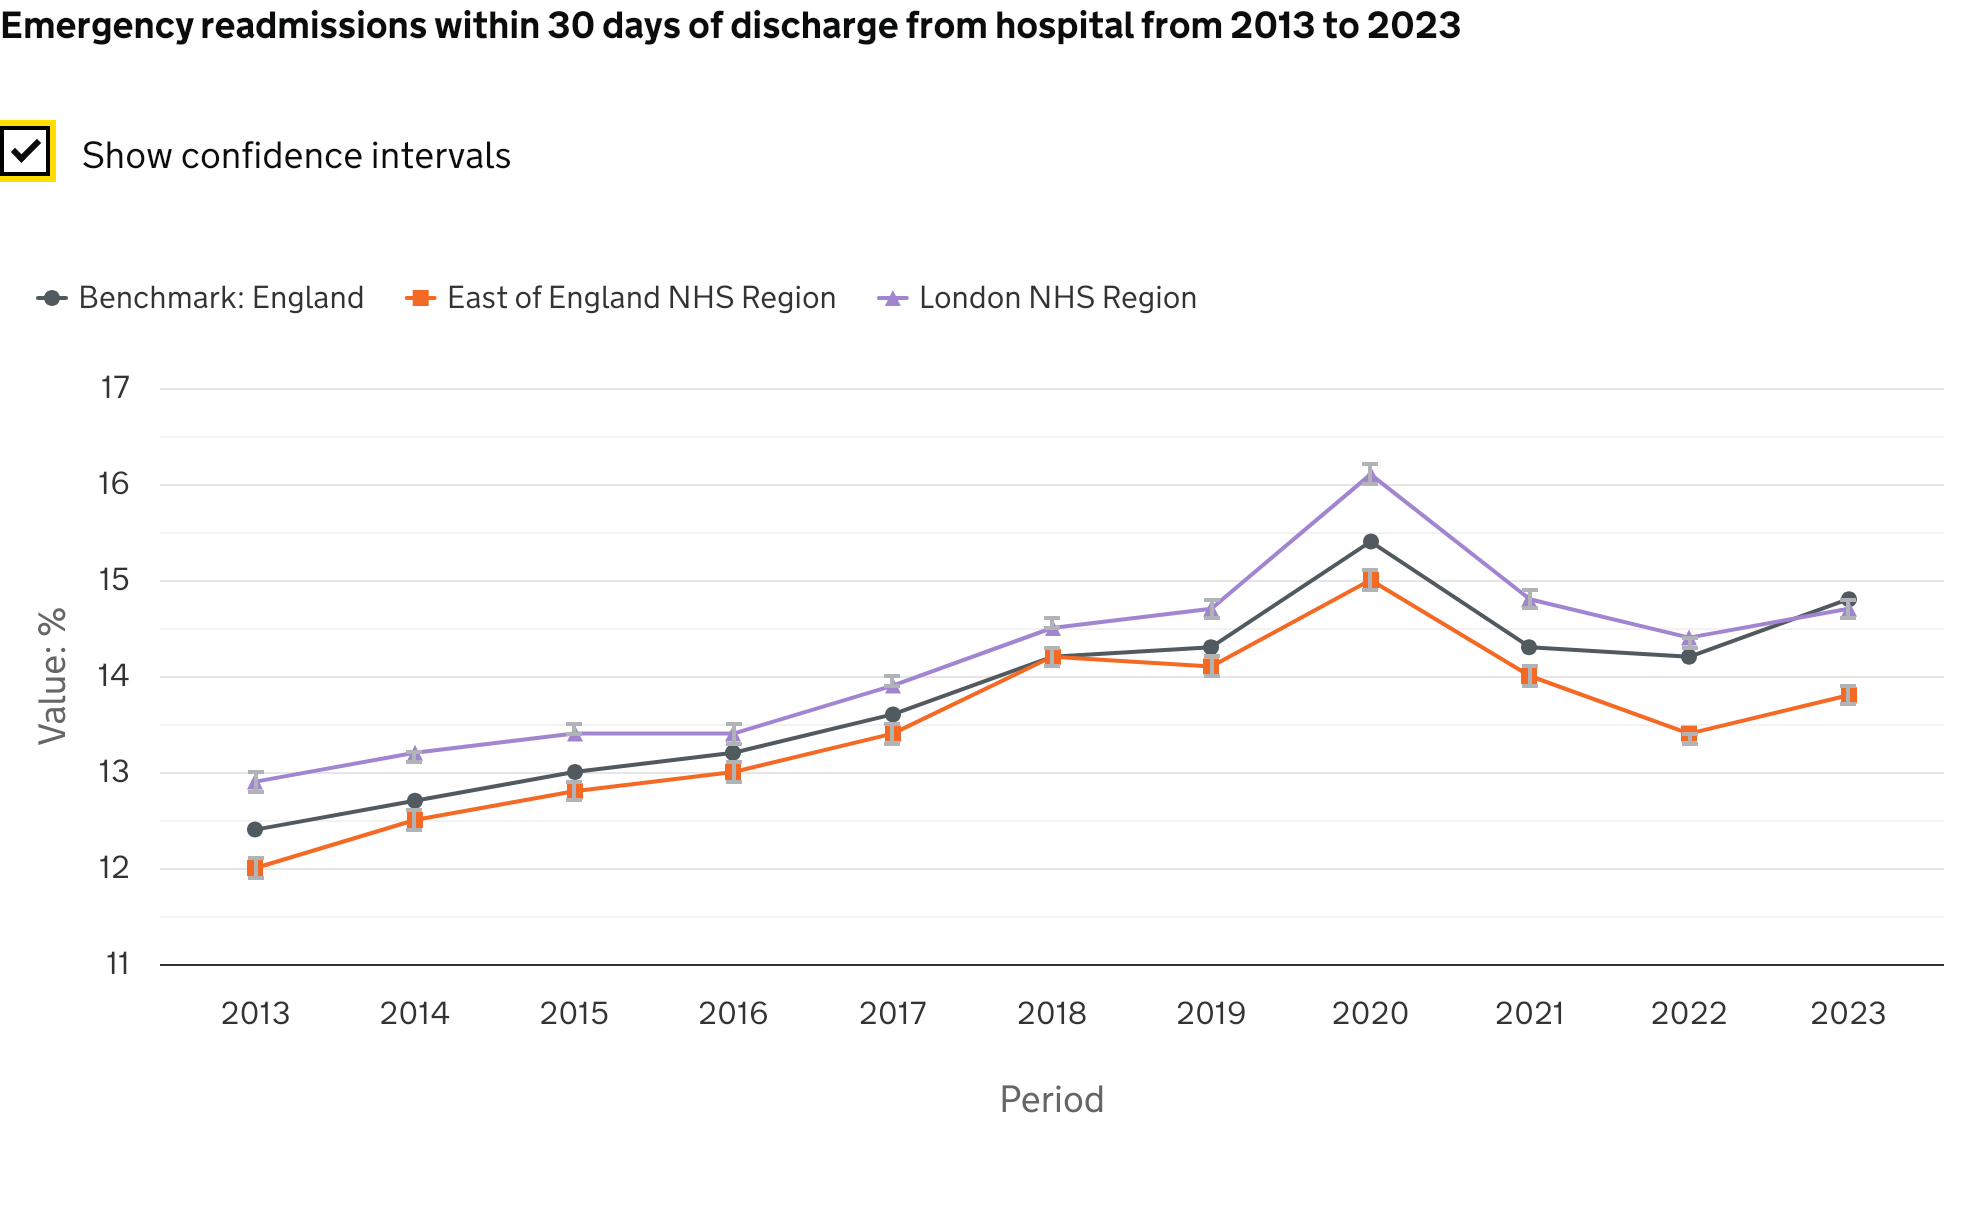 Emergency readmissions within 30 days of discharge from hospital from 2013 to 2023
Show confidence intervals
Benchmark: England East of England NHS Region London NHS Region
17
16
15
14
13
12
11
Value: %
2013 2014 2015 2016 2017 2018 2019 2020 2021 2022 2023
Period